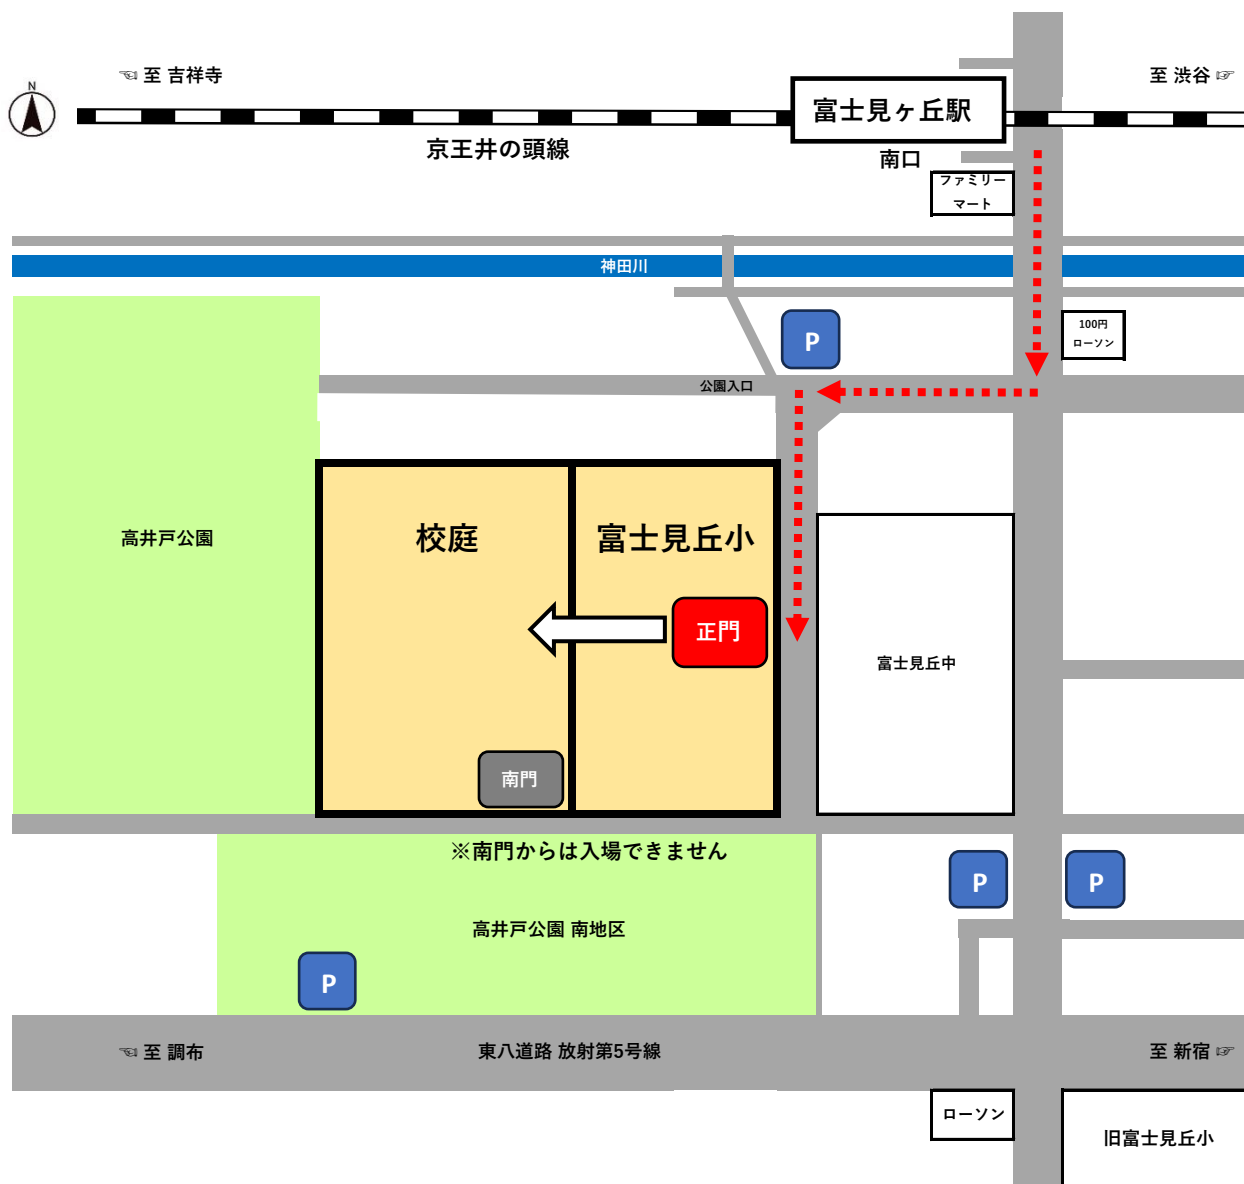 ☜ 至 吉祥寺
至 渋谷 ☞
N
富士見ヶ丘駅
京王井の頭線
南口
ファミリー
マート
神田川
P
100円
ローソン
公園入口
校庭
富士見丘小
高井戸公園
正門
富士見丘中
南門
※南門からは入場できません
P
P
高井戸公園 南地区
P
☜ 至 調布
東八道路 放射第5号線
至 新宿 ☞
ローソン
旧富士見丘小